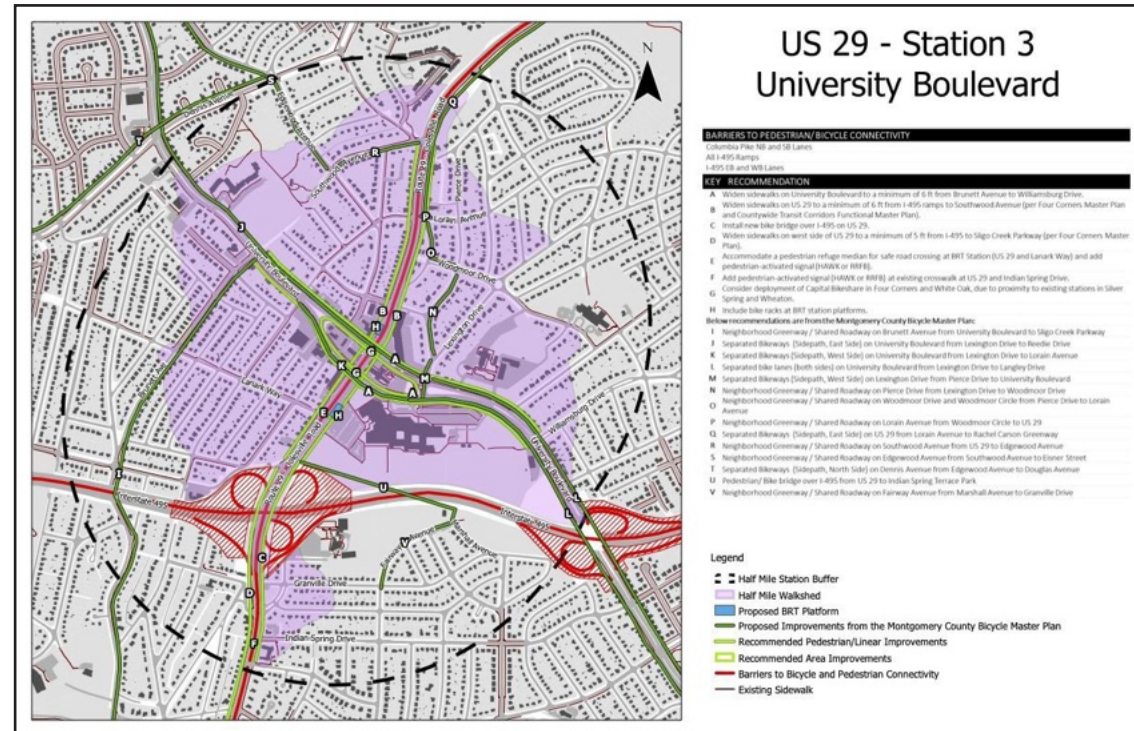 US 29 - Station 3
University Boulevard
BARRIERS TO PEDESTRIAN/ BICYCLE CONNECTIVITY
Columbia Pike NB and SB Lanes
All I-495 Ramps
I-495 EB and WB Lanes
KEY RECOMMENDATION
A Widen sidewalks on University Boulevard to a minimum of 6 ft from Brunett Avenue to Williamsburg Drive.
B Widen sidewalks on US 29 to a minimum of 6 ft from I-495 ramps to Southwood Avenue (per Four Corners Master Plan
and Countywide Transit Corridors Functional Master Plan).
C Install new bike bridge over I-495 on US 29.
D Widen sidewalks on west side of US 29 to a minimum of 5 ft from I-495 to Sligo Creek Parkway (per Four Corners Master
Plan).
E Accommodate a pedestrian refuge median for safe road crossing at BRT Station (US 29 and Lanark Way) and add
pedestrian-activated signal (HAWK or RRFB).
F Add pedestrian-activated signal (HAWK or RRFB) at existing crosswalk at US 29 and Indian Spring Drive.
G Consider deployment of Capital Bikeshare in Four Corners and White Oak, due to proximity to existing stations in Silver
Spring and Wheaton.
H Include bike racks at BRT station platforms.
Below recommendations are from the Montgomery County Bicycle Master Plan:
I Neighborhood Greenway / Shared Roadway on Brunett Avenue from University Boulevard to Sligo Creek Parkway
J Separated Bikeways (Sidepath, East Side) on University Boulevard from Lexington Drive to Reedie Drive
K Separated Bikeways (Sidepath, West Side) on University Boulevard from Lexington Drive to Lorain Avenue
L Separated bike lanes (both sides) on University Boulevard from Lexington Drive to Langley Drive
M Separated Bikeways (Sidepath, West Side) on Lexington Drive from Pierce Drive to University Boulevard
N Neighborhood Greenway / Shared Roadway on Pierce Drive from Lexington Drive to Woodmoor Drive
O Neighborhood Greenway / Shared Roadway on Woodmoor Drive and Woodmoor Circle from Pierce Drive to Lorain
Avenue
P Neighborhood Greenway / Shared Roadway on Lorain Avenue from Woodmoor Circle to US 29
Q Separated Bikeways (Sidepath, East Side) on US 29 from Lorain Avenue to Rachel Carson Greenway
R Neighborhood Greenway / Shared Roadway on Southwood Avenue from US 29 to Edgewood
S Neighborhood Greenway / Shared Roadway on Edgewood Avenue from Southwood Avenue to Eisner Street
T Separated Bikeways (Sidepath, North Side) on Dennis Avenue from Edgewood Avenue to Douglas Avenue
U Pedestrian/ Bike bridge over I-495 from US 29 to Indian Spring Terrace Park
V Neighborhood Greenway / Shared Roadway on Fairway Avenue from Marshall Avenue to Granville Drive
Legend
Half Mile Station Buffer
Half Mile Walkshed
Proposed BRT Platform
Proposed Improvements from the Montgomery County Bicycle Master Plan
Recommended Pedestrian/Linear Improvements
Recommended Area Improvements
Barriers to Bicycle and Pedestrian Connectivity
Existing Sidewalk
N
S
Q
T
Dennis Avenue
R
Southwood Avenue
Pierce Drive
P
Lorain Avenue
J
O
Woodmoor Drive
University Boulevard
B
B
N
H
Lexington Drive
G
A
K
G
M
Lanark Way
A
A
E
H
Williamsburg Drive
I
University Boulevard
U
Interstate 495
Interstate 495
L
L
Fairway Avenue
V
Marshall Avenue
C
Granville Drive
D
F
Indian Spring Drive